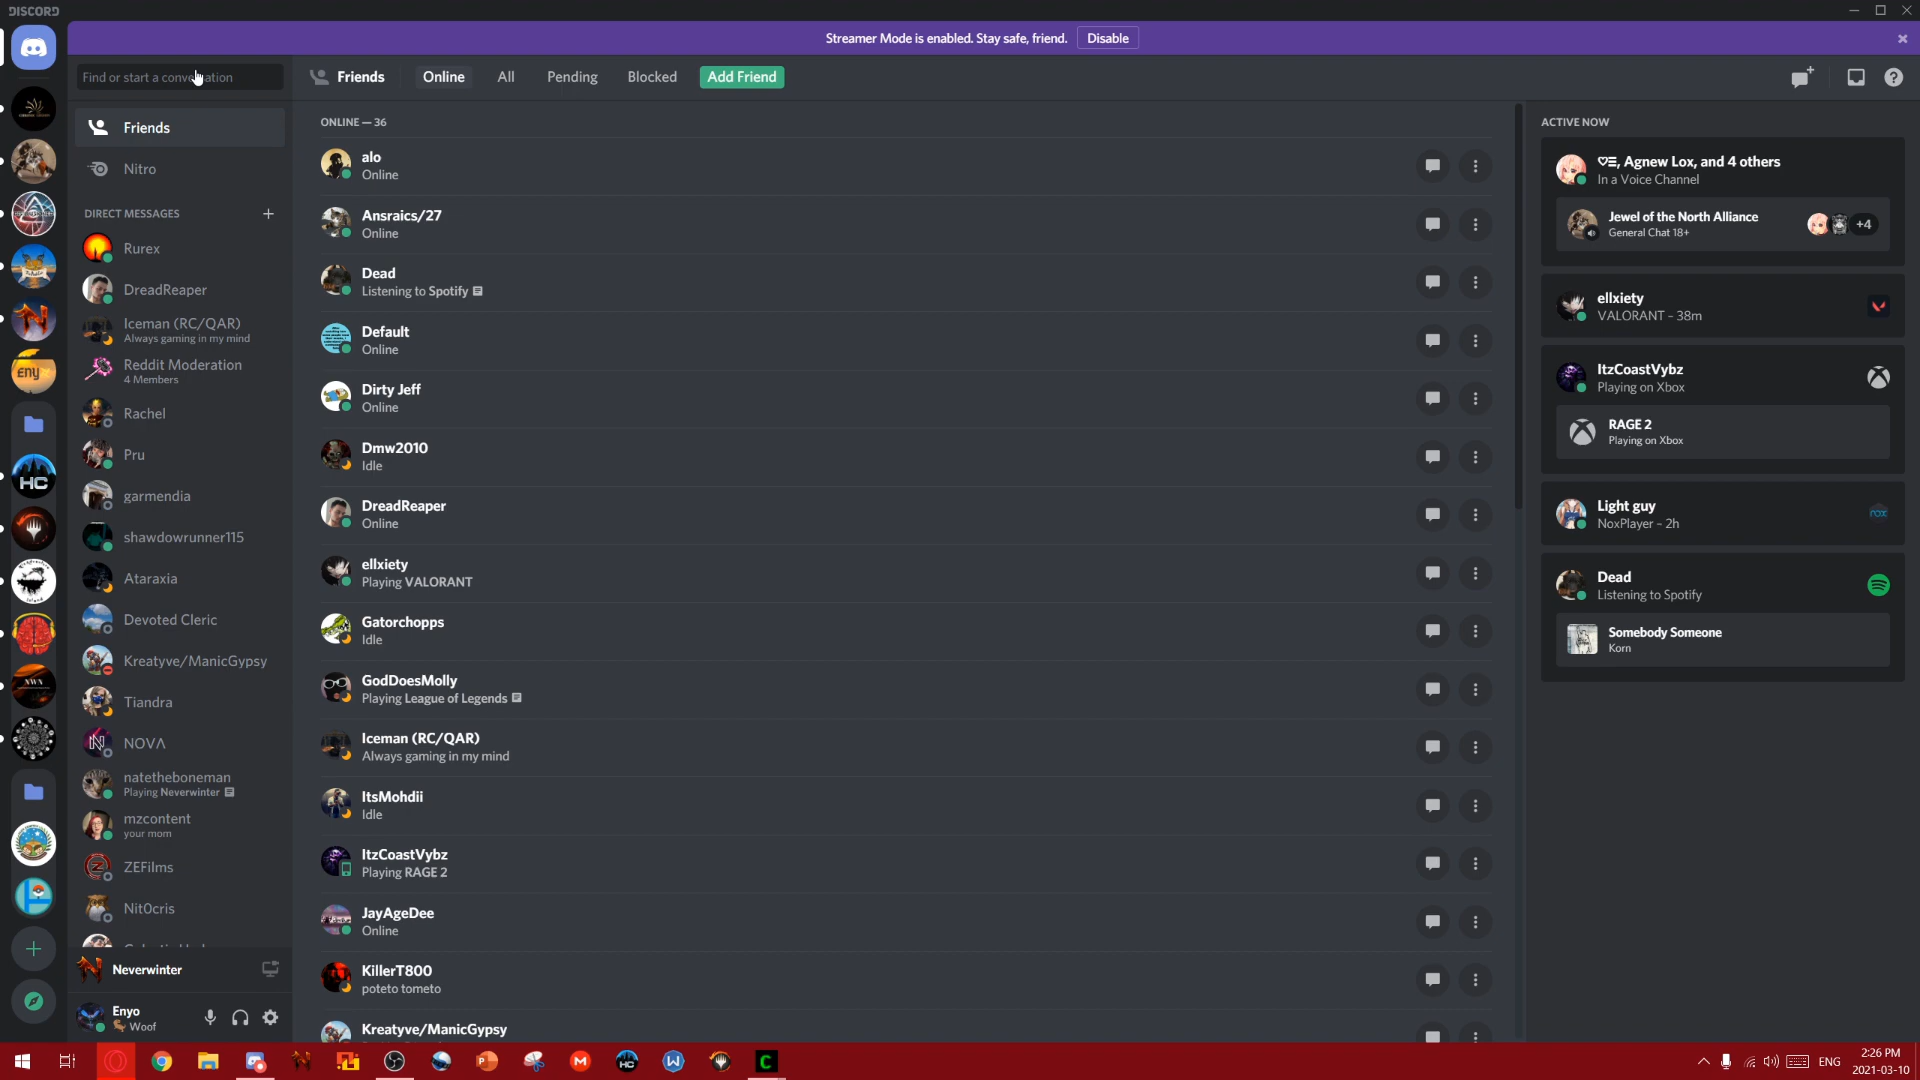 DISCORD
Streamer Mode is enabled. Stay safe, friend.
Disable
Find or start a conversation
Friends
Online
All
Pending
Blocked
Add Friend
Friends
Nitro
DIRECT MESSAGES
Rurex
DreadReaper
Iceman (RC/QAR)
Always gaming in my mind
Reddit Moderation
4 Members
Rachel
Pru
garmendia
shawdowrunner115
Ataraxia
Devoted Cleric
Kreatyve/ManicGypsy
Tiandra
NOVΛ
natetheboneman
Playing Neverwinter
mzcontent
your mom
ZEFilms
Nit0cris
Neverwinter
Enyo
Woof
ONLINE — 36
alo
Online
Ansraics/27
Online
Dead
Listening to Spotify
Default
Online
Dirty Jeff
Online
Dmw2010
Idle
DreadReaper
Online
ellxiety
Playing VALORANT
Gatorchopps
Idle
GodDoesMolly
Playing League of Legends
Iceman (RC/QAR)
Always gaming in my mind
ItsMohdii
Idle
ItzCoastVybz
Playing RAGE 2
JayAgeDee
Online
KillerT800
poteto tometo
Kreatyve/ManicGypsy
ACTIVE NOW
♡Ξ, Agnew Lox, and 4 others
In a Voice Channel
Jewel of the North Alliance
General Chat 18+
+4
ellxiety
VALORANT – 38m
ItzCoastVybz
Playing on Xbox
RAGE 2
Playing on Xbox
Light guy
NoxPlayer – 2h
nox
Dead
Listening to Spotify
Somebody Someone
Korn
eny
HC
NWN
ENG
2:26 PM
2021-03-10